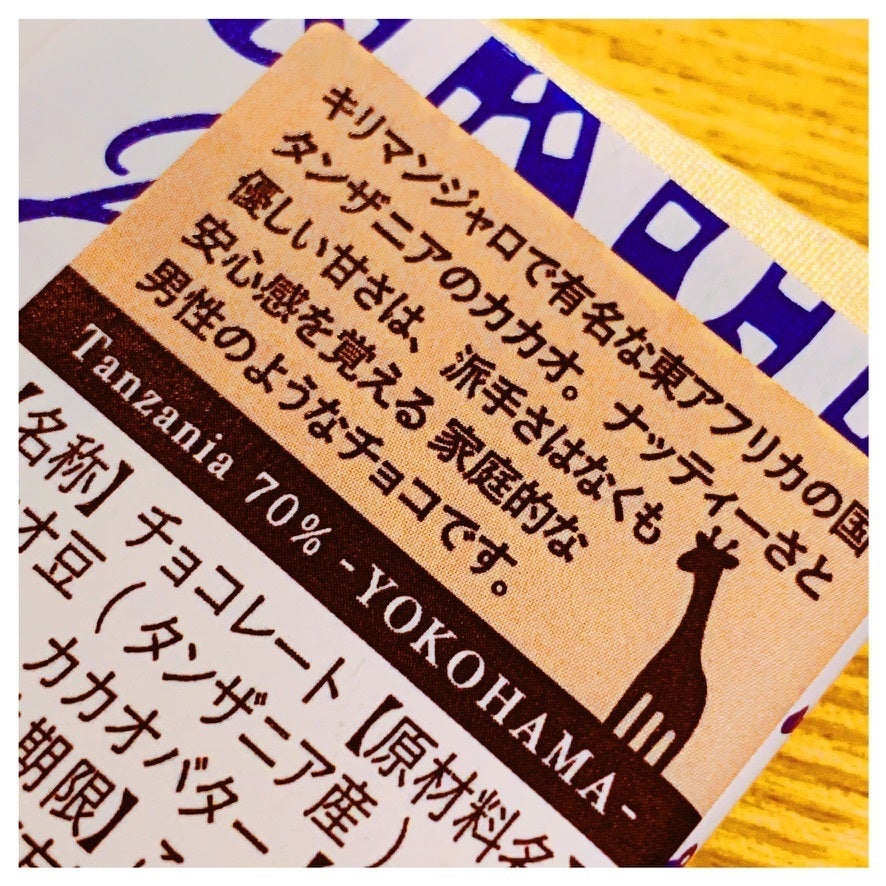 キリマンジャロで有名な東アフリカの国
タンザニアのカカオ。 ナッティーさと
優しい甘さは、 派手さはなくも
安心感を覚える 家庭的な
男性のようなチョコです。
Tanzania 70% -YOKOHAMA-
【名称】 チョコレート 【原材料名
オ豆 ( タンザニア産 )
カカオバター
期限】